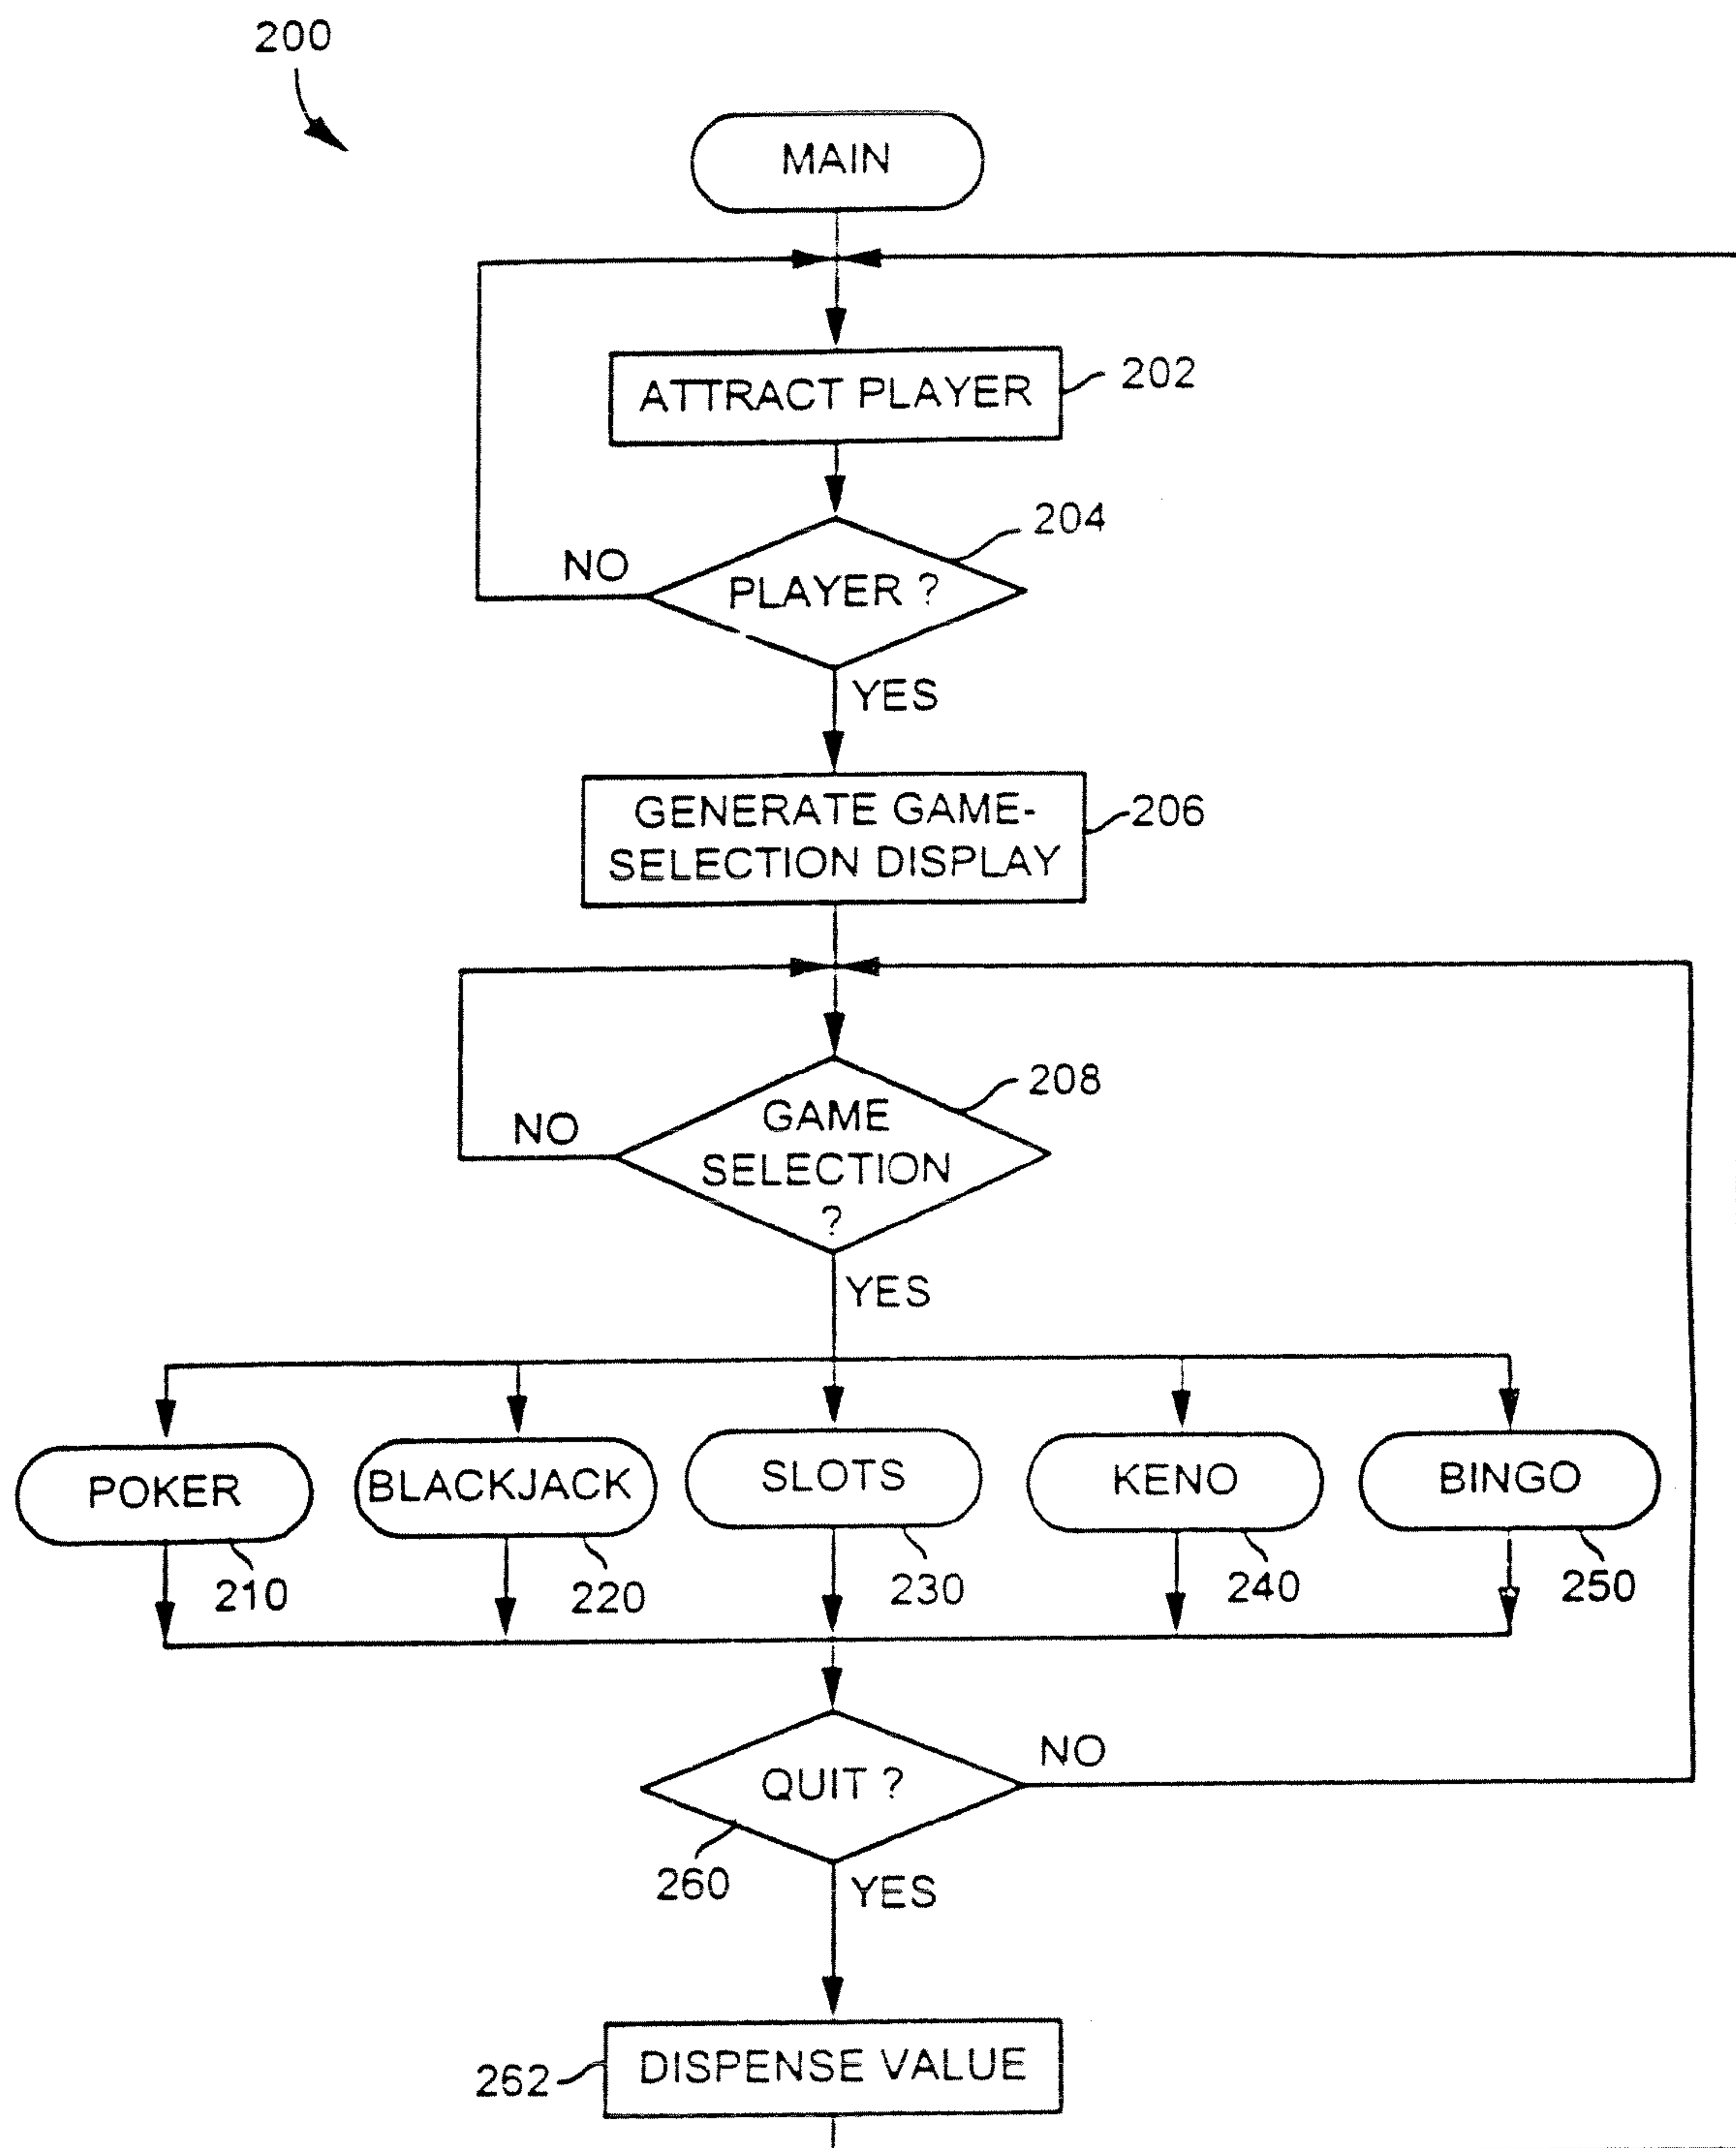 200
MAIN
ATTRACT PLAYER
202
204
NO
PLAYER ?
YES
GENERATE GAME-
SELECTION DISPLAY
206
208
NO
GAME
SELECTION
?
YES
POKER
BLACKJACK
SLOTS
KENO
BINGO
210
220
230
240
250
QUIT ?
NO
260
YES
262
DISPENSE VALUE